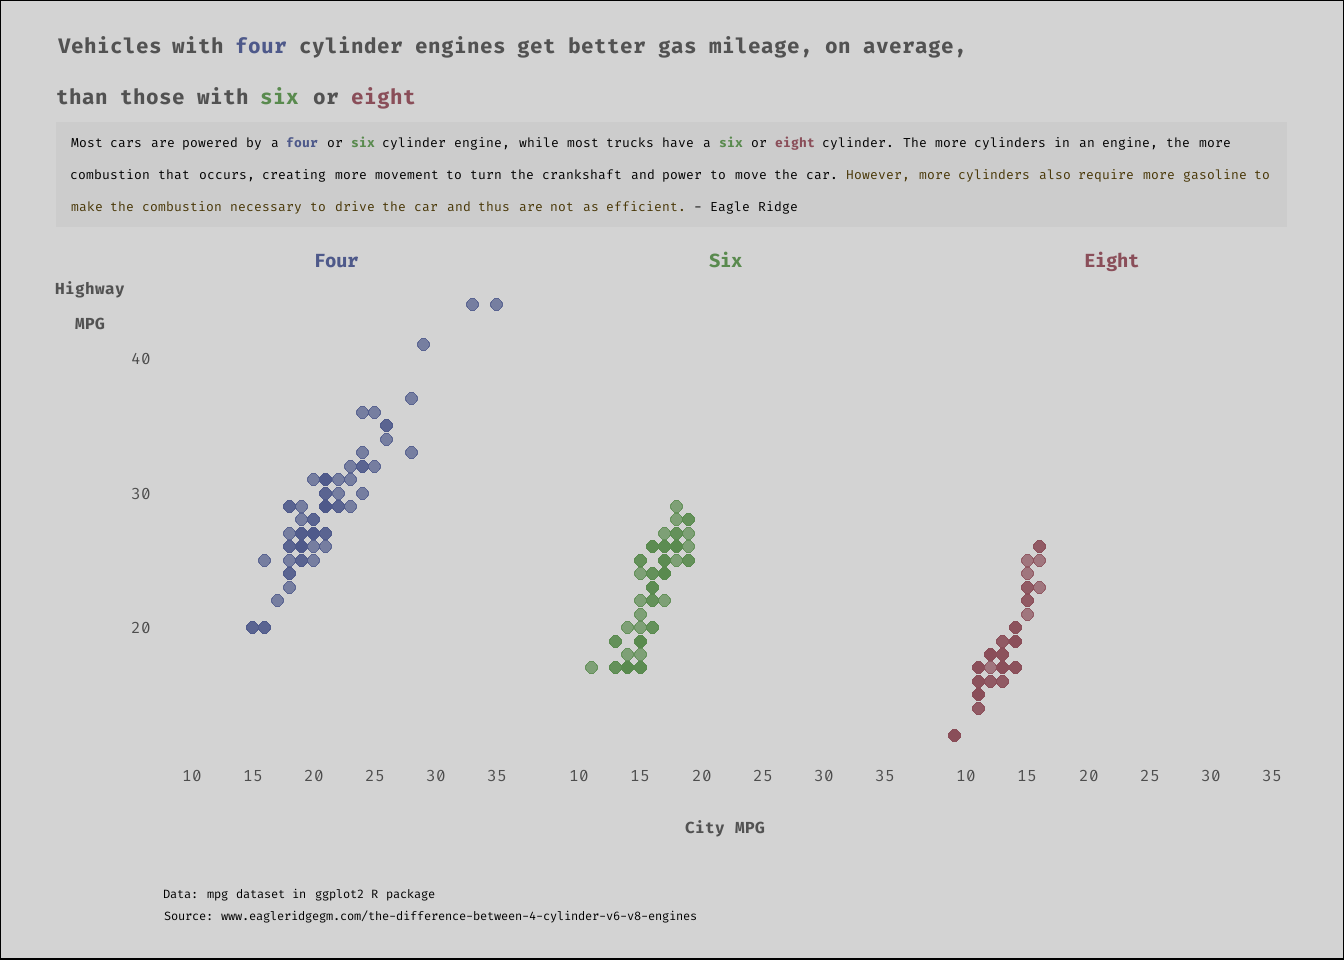 Vehicles with four cylinder engines get better gas mileage, on average,
than those with six or eight
Most cars are powered by a four or six cylinder engine, while most trucks have a six or eight cylinder. The more cylinders in an engine, the more
combustion that occurs, creating more movement to turn the crankshaft and power to move the car. However, more cylinders also require more gasoline to
make the combustion necessary to drive the car and thus are not as efficient. - Eagle Ridge
Four Six Eight
Highway
MPG
40
30
20
10 15 20 25 30 35 10 15 20 25 30 35 10 15 20 25 30 35
City MPG
Data: mpg dataset in ggplot2 R package
Source: www.eagleridgegm.com/the-difference-between-4-cylinder-v6-v8-engines